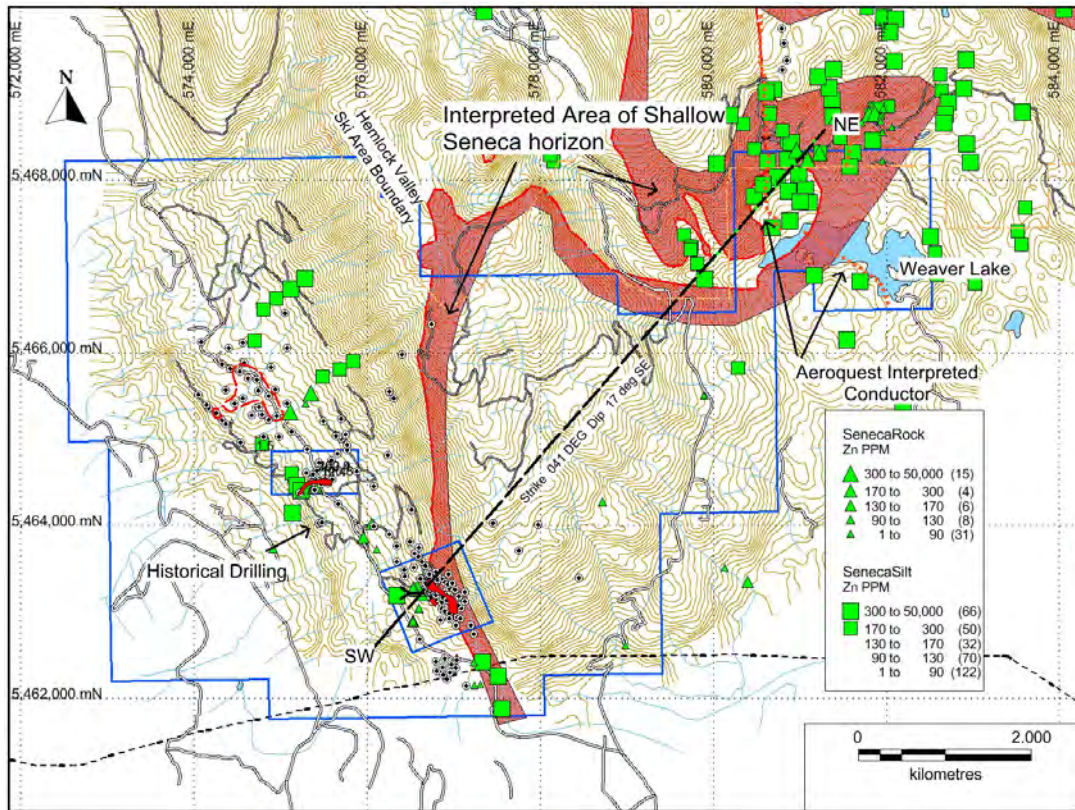 572,000 mE
574,000 mE
576,000 mE
578,000 mE
580,000 mE
582,000 mE
584,000 mE
N
Hemlock Valley
Ski Area Boundary
Interpreted Area of Shallow
Seneca horizon
NE
5,468,000 mN
Weaver Lake
5,466,000 mN
Aeroquest Interpreted
Conductor
Strike 041 DEG Dip 17 deg SE
SenecaRock
Zn PPM
300 to 50,000 (15)
170 to 300 (4)
130 to 170 (6)
90 to 130 (8)
1 to 90 (31)
5,464,000 mN
Historical Drilling
SenecaSilt
Zn PPM
300 to 50,000 (66)
170 to 300 (50)
130 to 170 (32)
90 to 130 (70)
1 to 90 (122)
SW
5,462,000 mN
0 2.000
kilometres